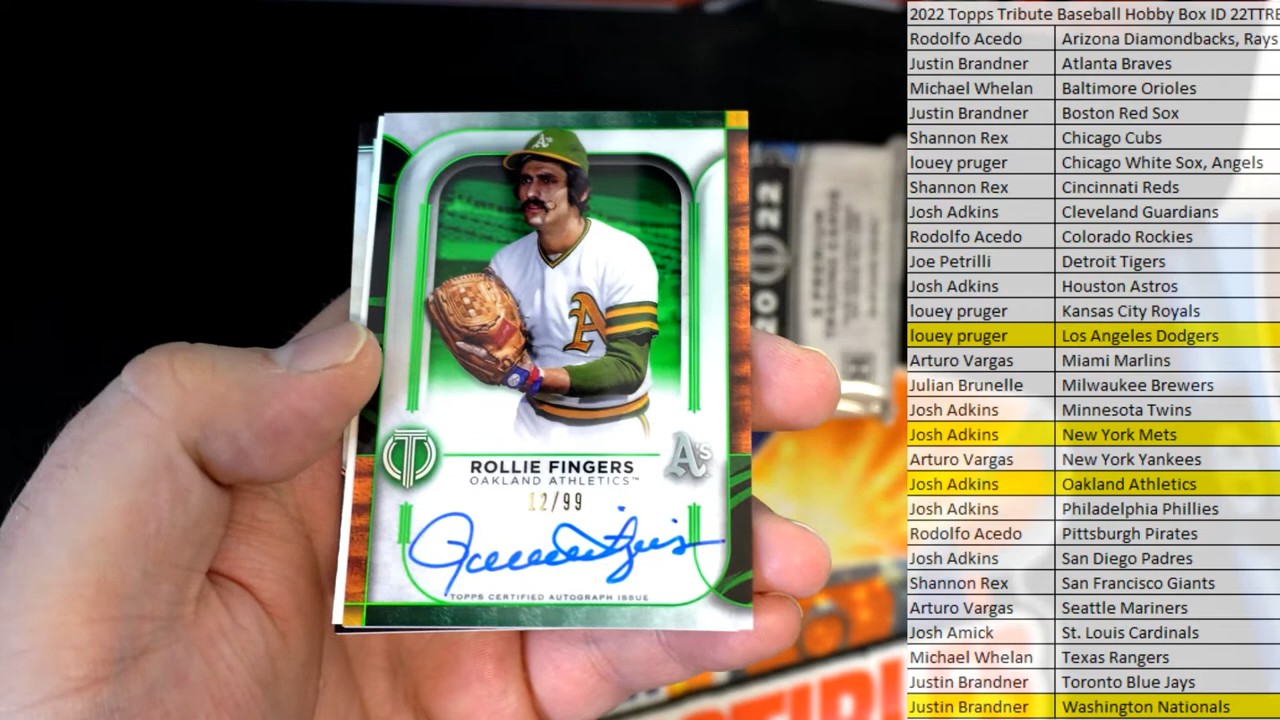 2022 Topps Tribute Baseball Hobby Box ID 22TTRE
Rodolfo Acedo Arizona Diamondbacks, Rays
Justin Brandner Atlanta Braves
Michael Whelan Baltimore Orioles
Justin Brandner Boston Red Sox
Shannon Rex Chicago Cubs
louey pruger Chicago White Sox, Angels
Shannon Rex Cincinnati Reds
Josh Adkins Cleveland Guardians
Rodolfo Acedo Colorado Rockies
Joe Petrilli Detroit Tigers
Josh Adkins Houston Astros
louey pruger Kansas City Royals
louey pruger Los Angeles Dodgers
Arturo Vargas Miami Marlins
Julian Brunelle Milwaukee Brewers
Josh Adkins Minnesota Twins
Josh Adkins New York Mets
Arturo Vargas New York Yankees
Josh Adkins Oakland Athletics
Josh Adkins Philadelphia Phillies
Rodolfo Acedo Pittsburgh Pirates
Josh Adkins San Diego Padres
Shannon Rex San Francisco Giants
Arturo Vargas Seattle Mariners
Josh Amick St. Louis Cardinals
Michael Whelan Texas Rangers
Justin Brandner Toronto Blue Jays
Justin Brandner Washington Nationals
A's
A
A's
ROLLIE FINGERS
OAKLAND ATHLETICS™
12/99
TOPPS CERTIFIED AUTOGRAPH ISSUE